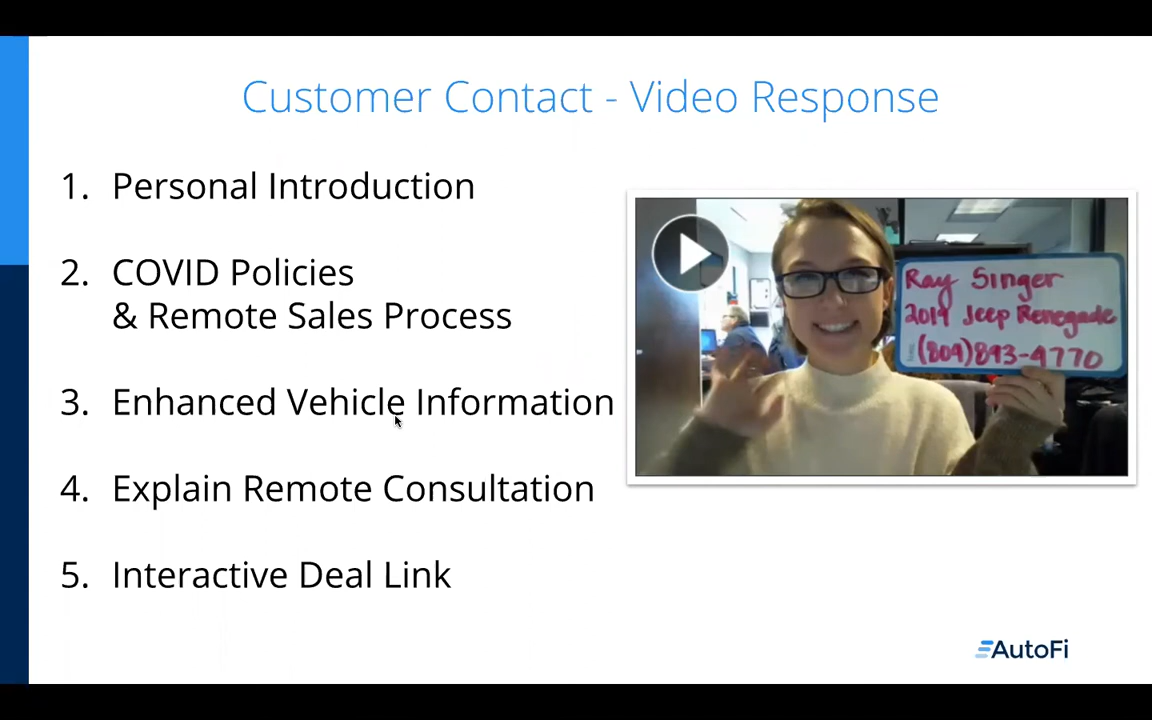 Customer Contact - Video Response
1. Personal Introduction
2. COVID Policies
& Remote Sales Process
3. Enhanced Vehicle Information
4. Explain Remote Consultation
5. Interactive Deal Link
Ray Singer
2019 Jeep Renegade
(804)893-4770
AutoFi